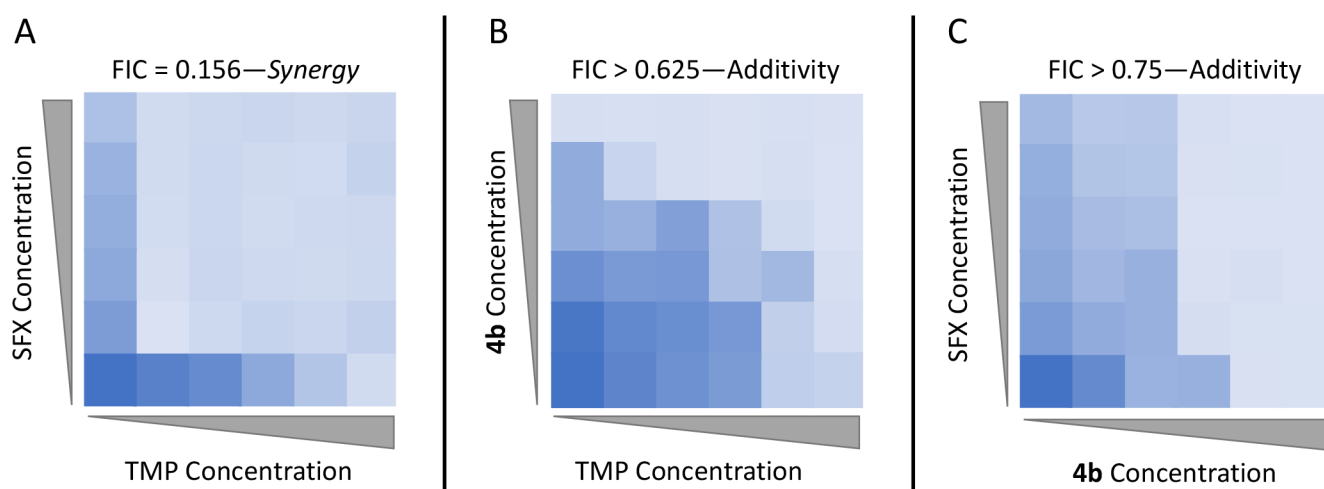 A
FIC = 0.156—Synergy
SFX Concentration
TMP Concentration
B
FIC > 0.625—Additivity
4b Concentration
TMP Concentration
C
FIC > 0.75—Additivity
SFX Concentration
4b Concentration